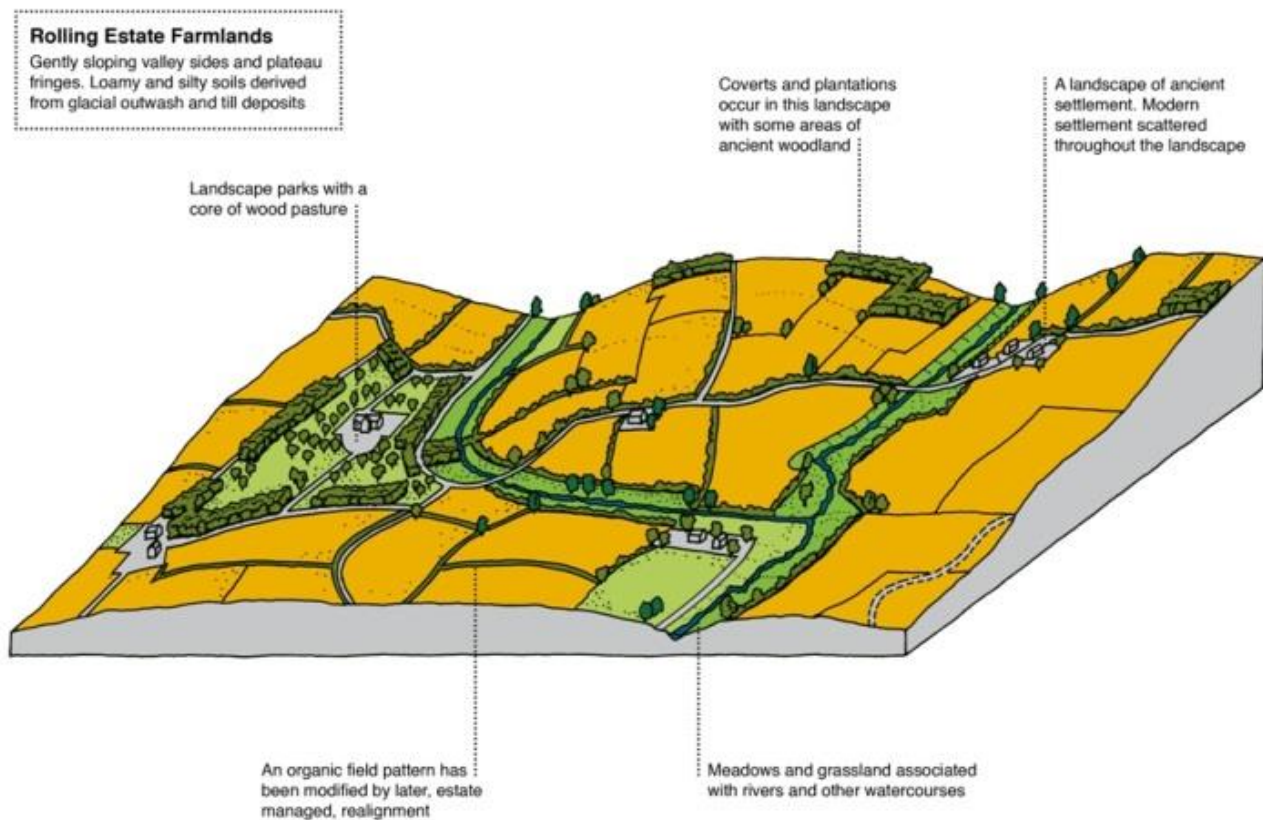 Rolling Estate Farmlands
Gently sloping valley sides and plateau
fringes. Loamy and silty soils derived
from glacial outwash and till deposits
Coverts and plantations
occur in this landscape
with some areas of
ancient woodland
A landscape of ancient
settlement. Modern
settlement scattered
throughout the landscape
Landscape parks with a
core of wood pasture
An organic field pattern has
been modified by later, estate
managed, realignment
Meadows and grassland associated
with rivers and other watercourses